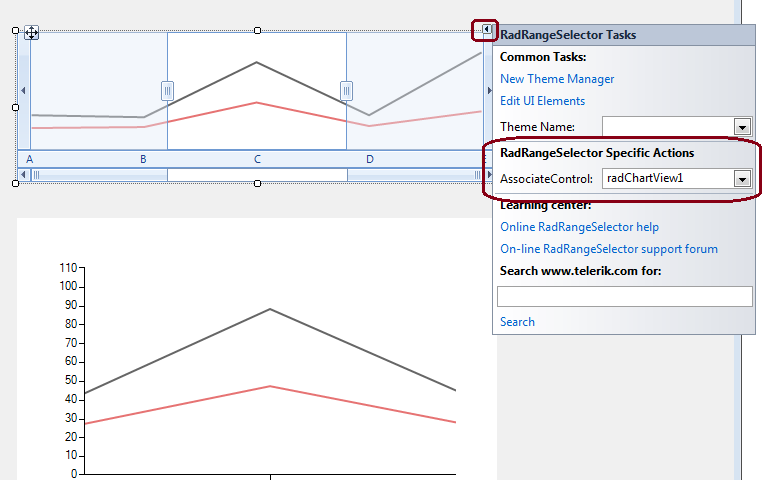 RadRangeSelector Tasks
Common Tasks:
New Theme Manager
Edit UI Elements
Theme Name:
RadRangeSelector Specific Actions
AssociateControl: radChartView1
Learning center:
Online RadRangeSelector help
On-line RadRangeSelector support forum
Search www.telerik.com for:
Search
A B C D
110
100
90
80
70
60
50
40
30
20
10
0